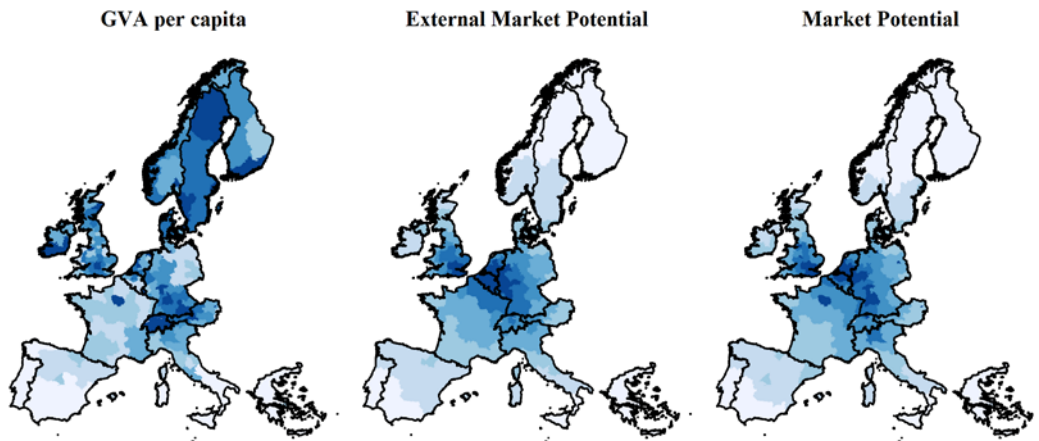 GVA per capita
External Market Potential
Market Potential